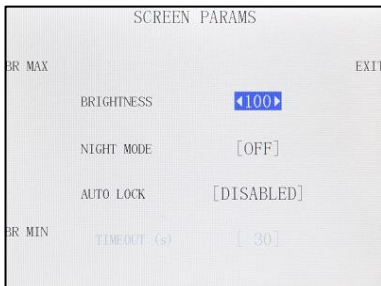 SCREEN PARAMS
BR MAX
EXIT
BRIGHTNESS ◀100▶
NIGHT MODE [OFF]
AUTO LOCK [DISABLED]
BR MIN
TIMEOUT (s) [ 30]